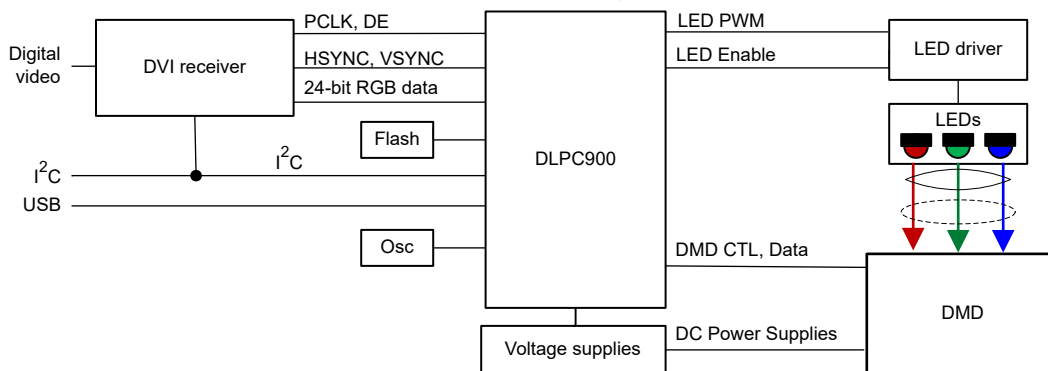 PCLK, DE
LED PWM
Digital
video
DVI receiver
HSYNC, VSYNC
LED Enable
LED driver
24-bit RGB data
LEDs
Flash
DLPC900
I²C
I²C
USB
Osc
DMD CTL, Data
DMD
Voltage supplies
DC Power Supplies